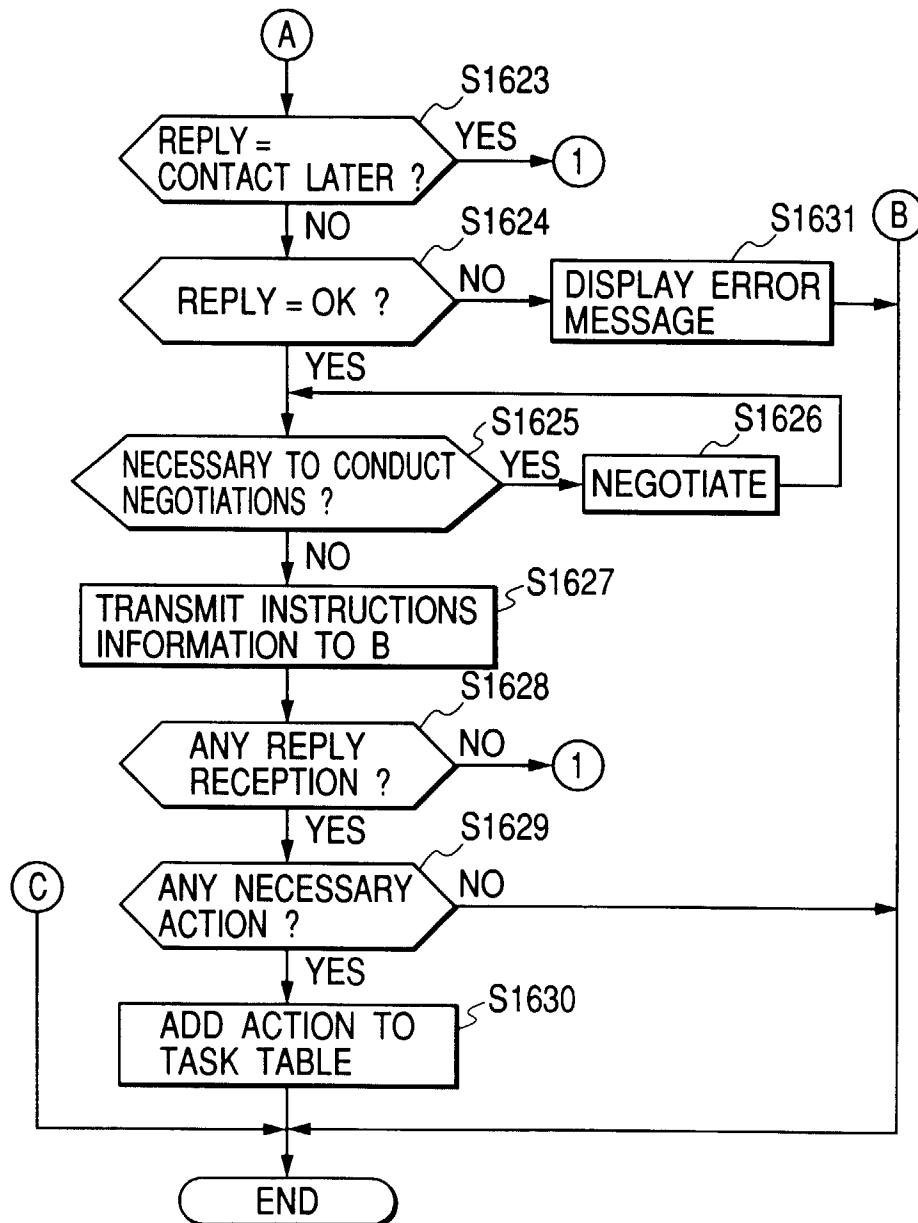 A
S1623
REPLY =
CONTACT LATER ?
YES
1
NO
B
S1624
REPLY = OK ?
NO
S1631
DISPLAY ERROR
MESSAGE
YES
S1625
NECESSARY TO CONDUCT
NEGOTIATIONS ?
YES
S1626
NEGOTIATE
NO
S1627
TRANSMIT INSTRUCTIONS
INFORMATION TO B
S1628
ANY REPLY
RECEPTION ?
NO
1
YES
S1629
C
ANY NECESSARY
ACTION ?
NO
YES
S1630
ADD ACTION TO
TASK TABLE
END